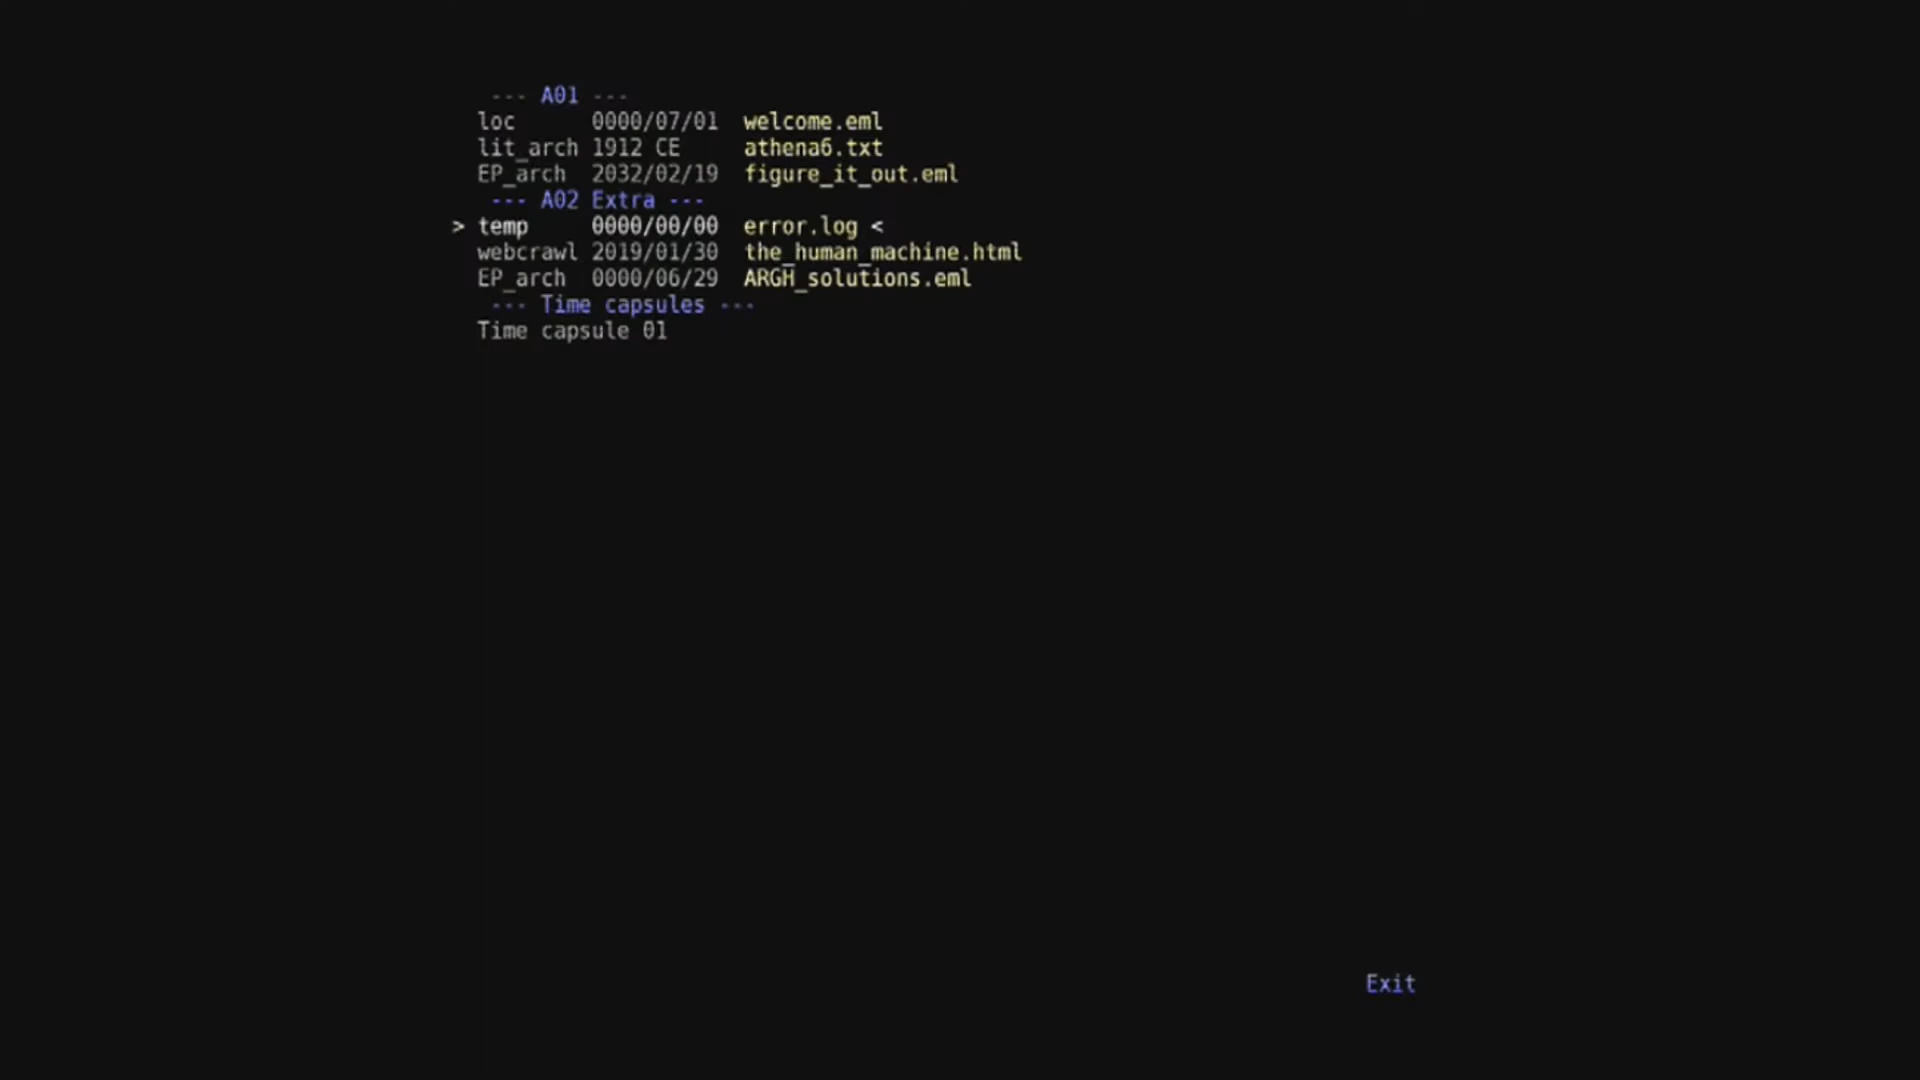 --- A01 ---
loc 0000/07/01 welcome.eml
lit_arch 1912 CE athena6.txt
EP_arch 2032/02/19 figure_it_out.eml
--- A02 Extra ---
> temp 0000/00/00 error.log <
webcrawl 2019/01/30 the_human_machine.html
EP_arch 0000/06/29 ARGH_solutions.eml
--- Time capsules ---
Time capsule 01
Exit